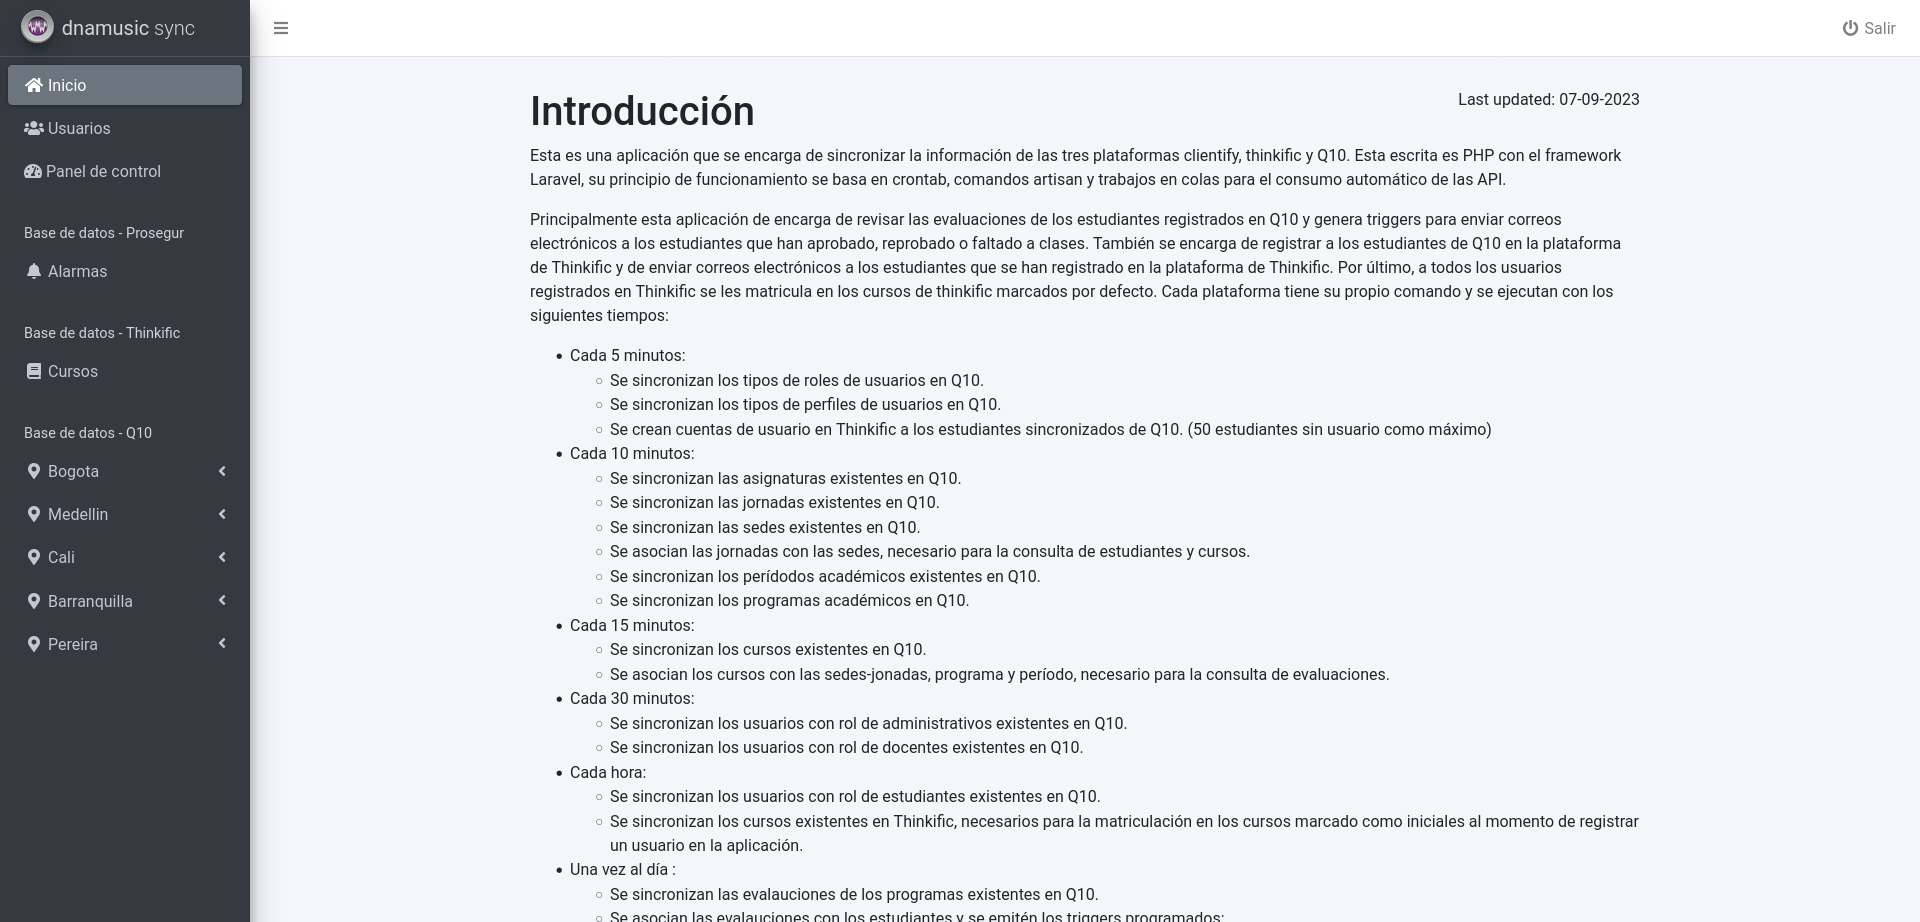 dnamusic sync
Salir
Inicio
Usuarios
Panel de control
Base de datos - Prosegur
Alarmas
Base de datos - Thinkific
Cursos
Base de datos - Q10
Bogota
Medellin
Cali
Barranquilla
Pereira
Introducción
Last updated: 07-09-2023
Esta es una aplicación que se encarga de sincronizar la información de las tres plataformas clientify, thinkific y Q10. Esta escrita es PHP con el framework
Laravel, su principio de funcionamiento se basa en crontab, comandos artisan y trabajos en colas para el consumo automático de las API.
Principalmente esta aplicación de encarga de revisar las evaluaciones de los estudiantes registrados en Q10 y genera triggers para enviar correos
electrónicos a los estudiantes que han aprobado, reprobado o faltado a clases. También se encarga de registrar a los estudiantes de Q10 en la plataforma
de Thinkific y de enviar correos electrónicos a los estudiantes que se han registrado en la plataforma de Thinkific. Por último, a todos los usuarios
registrados en Thinkific se les matricula en los cursos de thinkific marcados por defecto. Cada plataforma tiene su propio comando y se ejecutan con los
siguientes tiempos:
• Cada 5 minutos:
○ Se sincronizan los tipos de roles de usuarios en Q10.
○ Se sincronizan los tipos de perfiles de usuarios en Q10.
○ Se crean cuentas de usuario en Thinkific a los estudiantes sincronizados de Q10. (50 estudiantes sin usuario como máximo)
• Cada 10 minutos:
○ Se sincronizan las asignaturas existentes en Q10.
○ Se sincronizan las jornadas existentes en Q10.
○ Se sincronizan las sedes existentes en Q10.
○ Se asocian las jornadas con las sedes, necesario para la consulta de estudiantes y cursos.
○ Se sincronizan los perídodos académicos existentes en Q10.
○ Se sincronizan los programas académicos en Q10.
• Cada 15 minutos:
○ Se sincronizan los cursos existentes en Q10.
○ Se asocian los cursos con las sedes-jonadas, programa y período, necesario para la consulta de evaluaciones.
• Cada 30 minutos:
○ Se sincronizan los usuarios con rol de administrativos existentes en Q10.
○ Se sincronizan los usuarios con rol de docentes existentes en Q10.
• Cada hora:
○ Se sincronizan los usuarios con rol de estudiantes existentes en Q10.
○ Se sincronizan los cursos existentes en Thinkific, necesarios para la matriculación en los cursos marcado como iniciales al momento de registrar
un usuario en la aplicación.
• Una vez al día :
○ Se sincronizan las evalauciones de los programas existentes en Q10.
○ Se asocian las evalauciones con los estudiantes y se emitén los triggers programados: